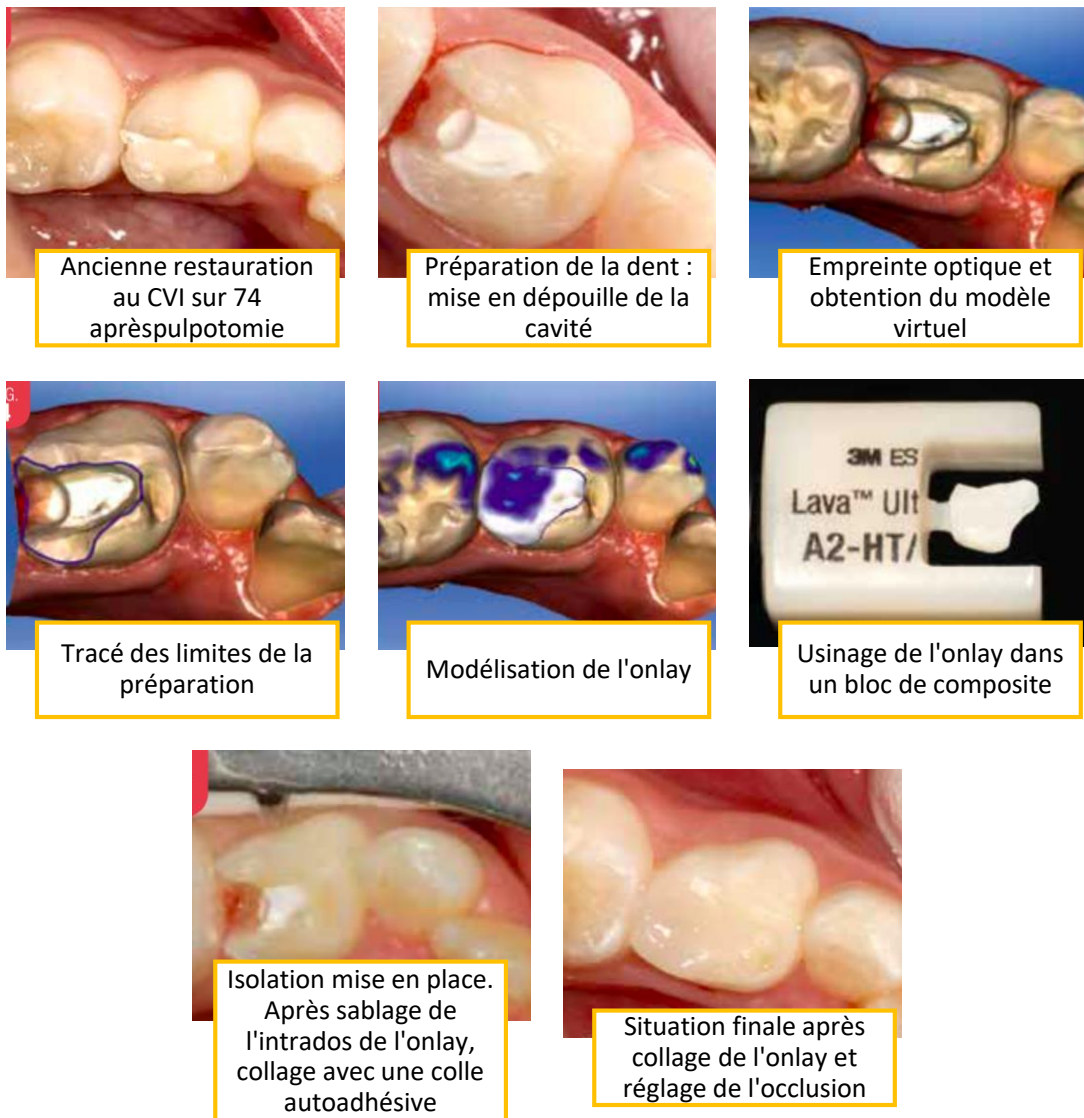 Ancienne restauration
au CVI sur 74
aprèspulpotomie
Préparation de la dent :
mise en dépouille de la
cavité
Empreinte optique et
obtention du modèle
virtuel
G.
4
Tracé des limites de la
préparation
Modélisation de l'onlay
3M ES
Lava™ Ult
A2-HT/
Usinage de l'onlay dans
un bloc de composite
Isolation mise en place.
Après sablage de
l'intrados de l'onlay,
collage avec une colle
autoadhésive
Situation finale après
collage de l'onlay et
réglage de l'occlusion